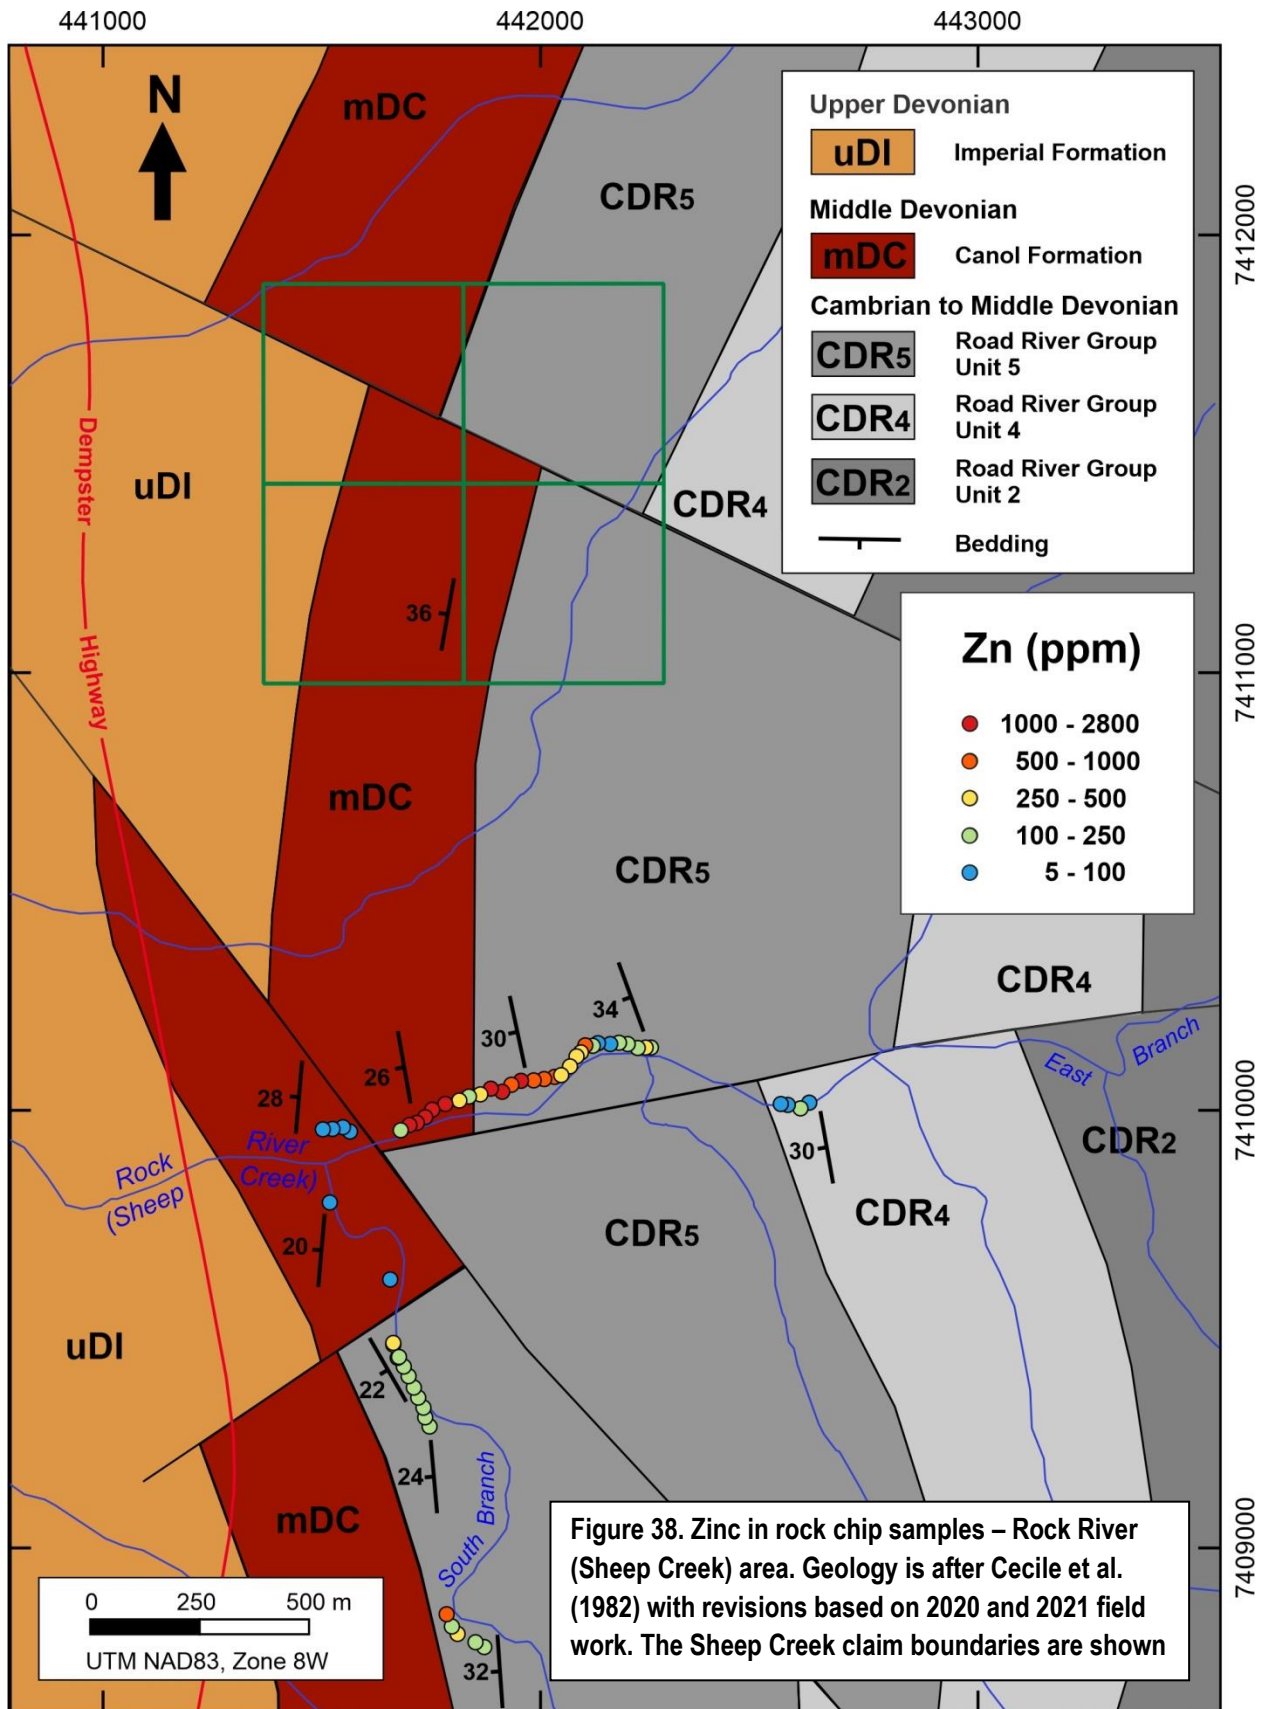 441000
442000
443000
N
mDC
CDR5
Upper Devonian
uDI
Imperial Formation
Middle Devonian
mDC
Canol Formation
Cambrian to Middle Devonian
CDR5
Road River Group
Unit 5
CDR4
Road River Group
Unit 4
CDR2
Road River Group
Unit 2
Bedding
7412000
uDI
CDR4
Dempster
Highway
36
Zn (ppm)
1000 - 2800
500 - 1000
250 - 500
100 - 250
5 - 100
7411000
mDC
CDR5
CDR4
34
30
26
28
East
Branch
7410000
River
Creek)
Rock
(Sheep
30
CDR2
CDR4
CDR5
20
uDI
22
24
South Branch
mDC
32
7409000
0 250 500 m
UTM NAD83, Zone 8W
Figure 38. Zinc in rock chip samples – Rock River
(Sheep Creek) area. Geology is after Cecile et al.
(1982) with revisions based on 2020 and 2021 field
work. The Sheep Creek claim boundaries are shown